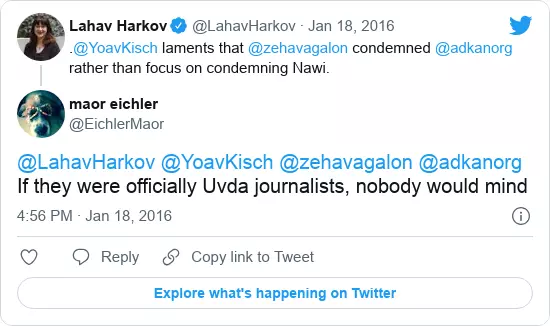 Lahav Harkov @LahavHarkov · Jan 18, 2016
.@YoavKisch laments that @zehavagalon condemned @adkanorg
rather than focus on condemning Nawi.
maor eichler
@EichlerMaor
@LahavHarkov @YoavKisch @zehavagalon @adkanorg
If they were officially Uvda journalists, nobody would mind
4:56 PM · Jan 18, 2016
Reply
Copy link to Tweet
Explore what's happening on Twitter